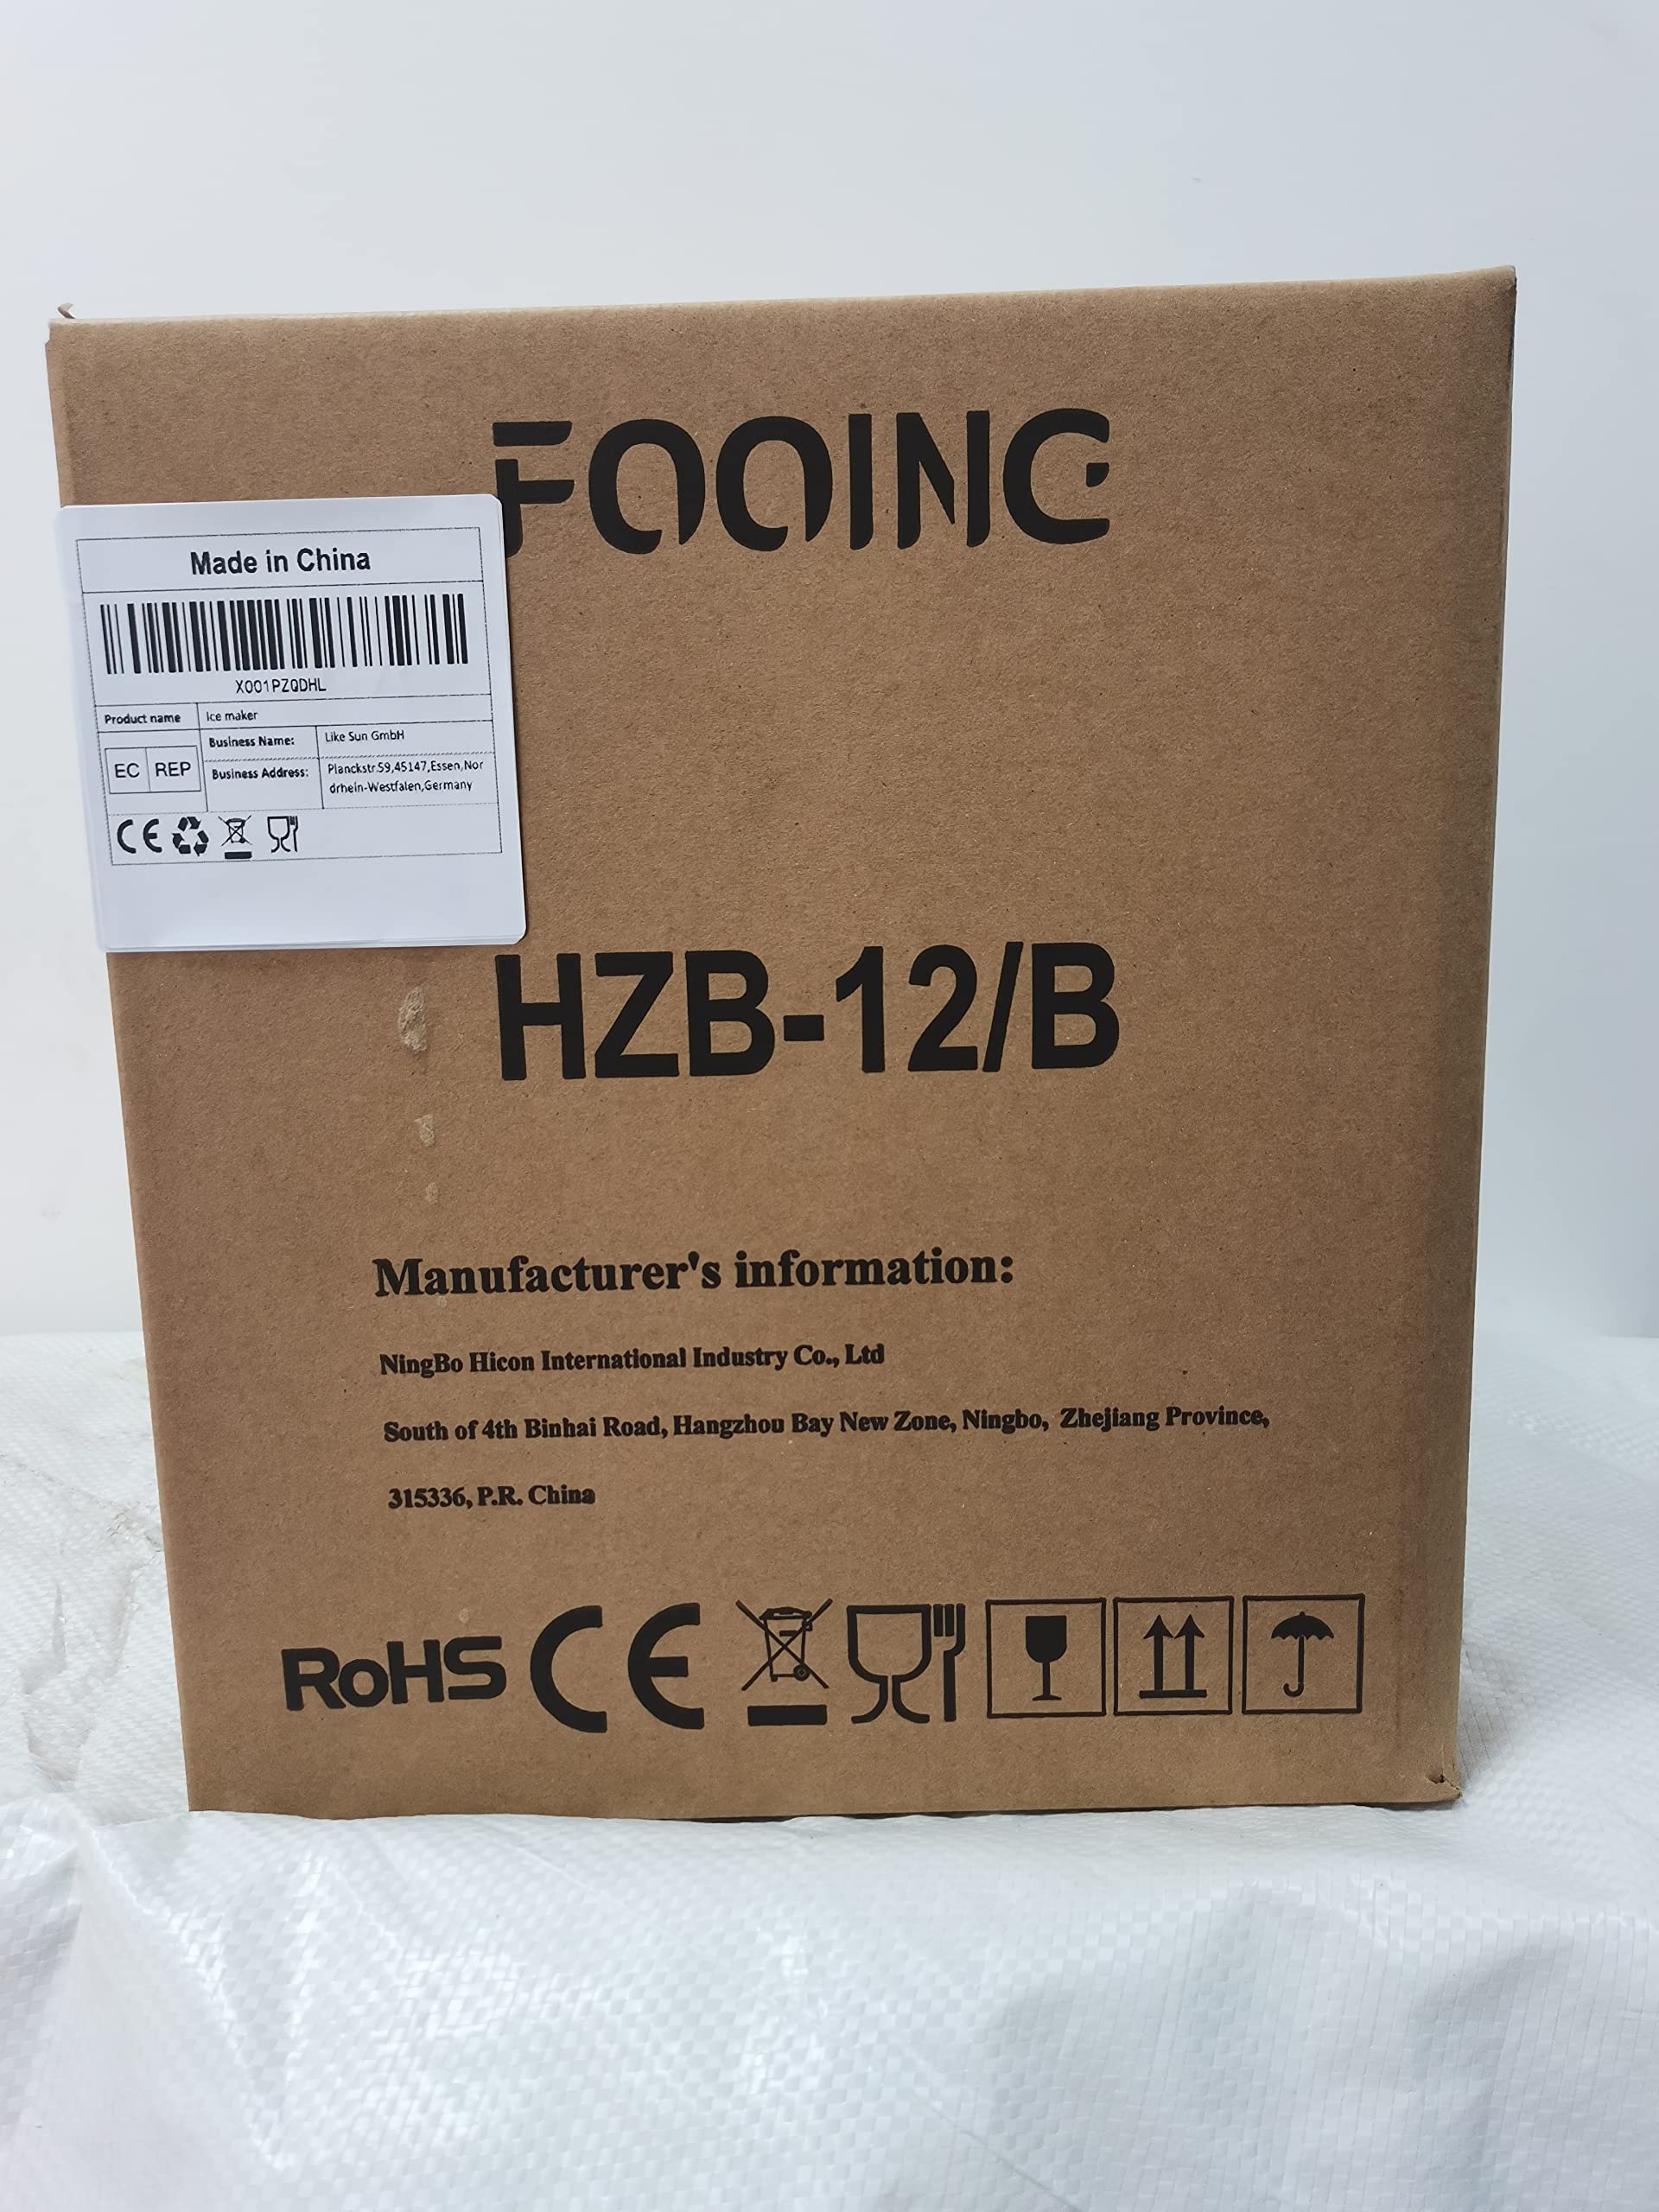 FOOING
Made in China
X001PZQDHL
Product name
Ice maker
EC REP
Business Name:
Like Sun GmbH
Business Address:
Planckstr.59,45147,Essen,Nor
drhein-Westfalen,Germany
CE
HZB-12/B
Manufacturer's information:
NingBo Hicon International Industry Co., Ltd
South of 4th Binhai Road, Hangzhou Bay New Zone, Ningbo, Zhejiang Province,
315336, P.R. China
RoHS CE